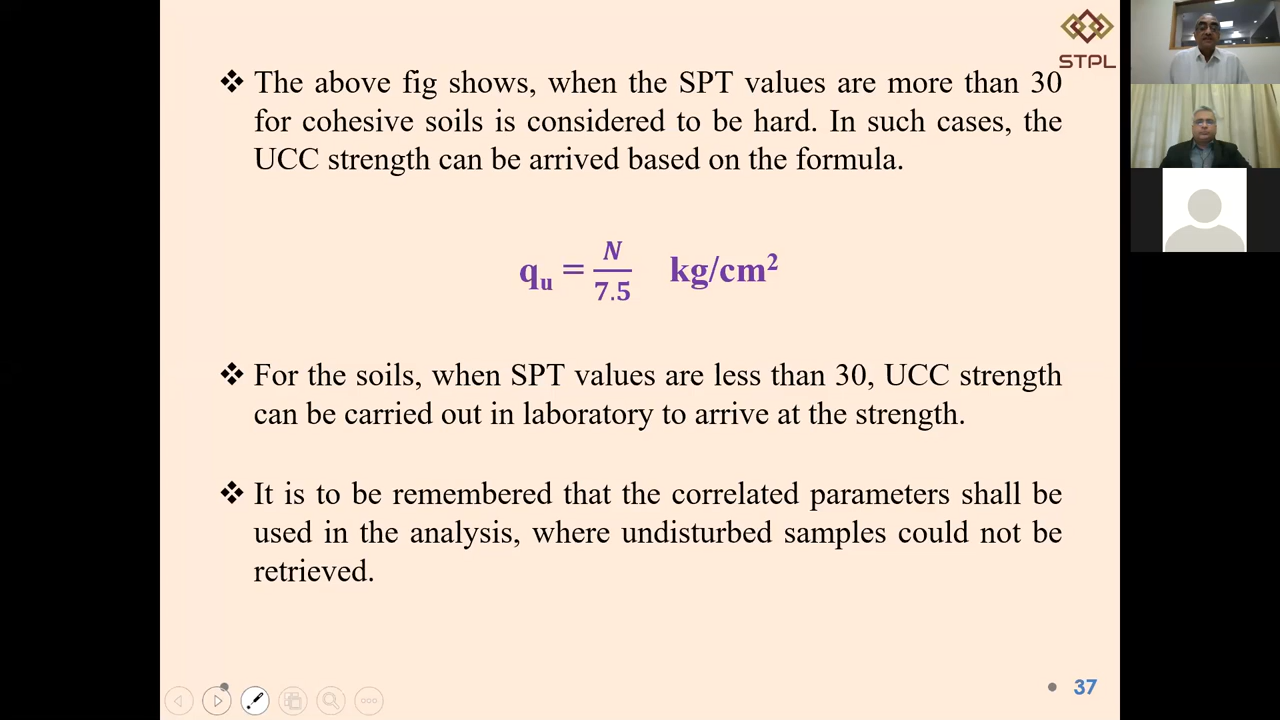 STPL
❖ The above fig shows, when the SPT values are more than 30
for cohesive soils is considered to be hard. In such cases, the
UCC strength can be arrived based on the formula.
qu = N/7.5 kg/cm²
❖ For the soils, when SPT values are less than 30, UCC strength
can be carried out in laboratory to arrive at the strength.
❖ It is to be remembered that the correlated parameters shall be
used in the analysis, where undisturbed samples could not be
retrieved.
37